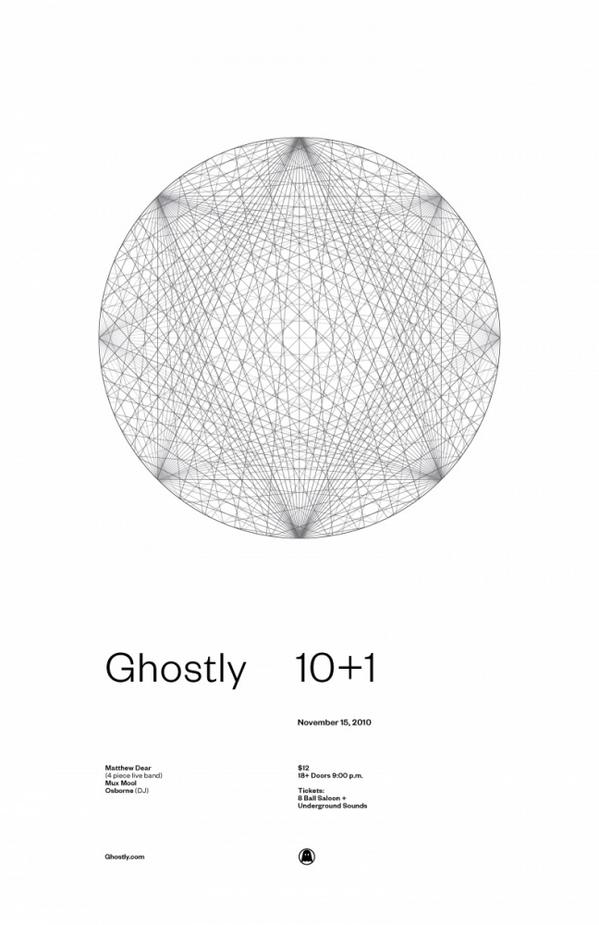 Ghostly 10+1
November 15, 2010
Matthew Dear
(4 piece live band)
Mux Mool
Osborne (DJ)
$12
18+ Doors 9:00 p.m.
Tickets:
8 Ball Saloon +
Underground Sounds
Ghostly.com